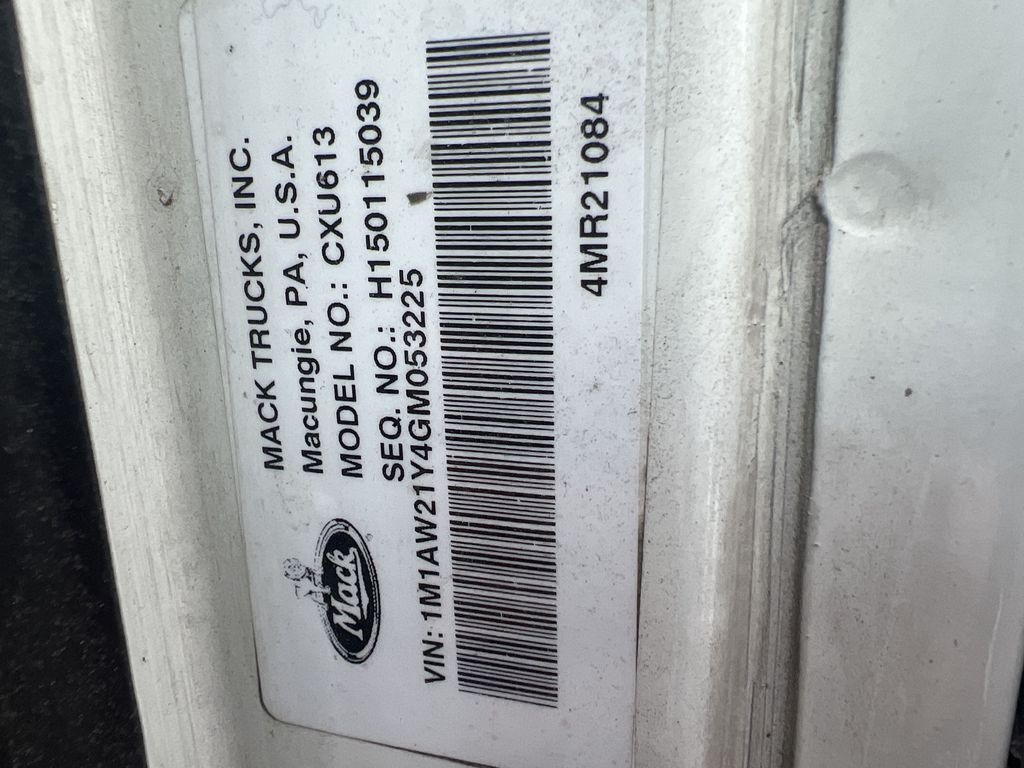 Mack
MACK TRUCKS, INC.
Macungie, PA, U.S.A.
MODEL NO.: CXU613
SEQ. NO.: H150115039
VIN: 1M1AW21Y4GM053225
4MR21084